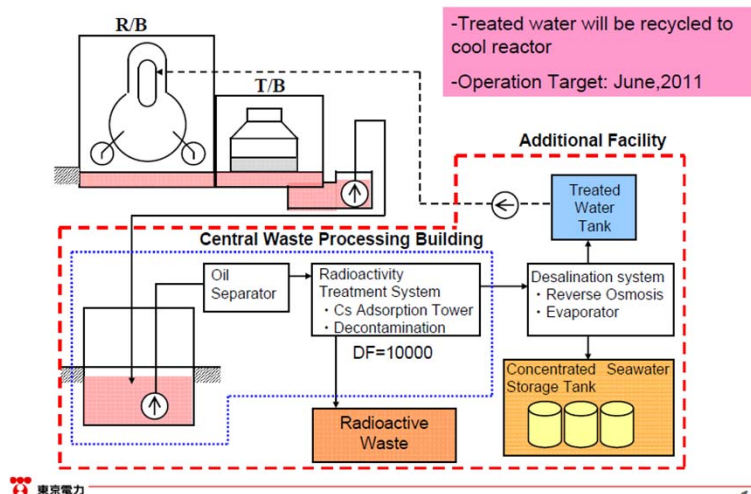 R/B
T/B
-Treated water will be recycled to
cool reactor
-Operation Target: June,2011
Additional Facility
Treated
Water
Tank
Central Waste Processing Building
Oil
Separator
Radioactivity
Treatment System
・Cs Adsorption Tower
・Decontamination
DF=10000
Desalination system
・Reverse Osmosis
・Evaporator
Concentrated Seawater
Storage Tank
Radioactive
Waste
東京電力